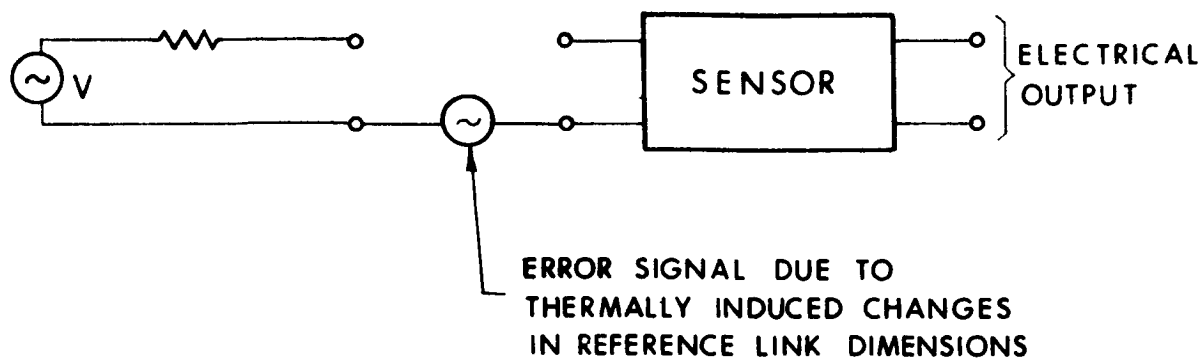 V
SENSOR
ELECTRICAL
OUTPUT
ERROR SIGNAL DUE TO
THERMALLY INDUCED CHANGES
IN REFERENCE LINK DIMENSIONS